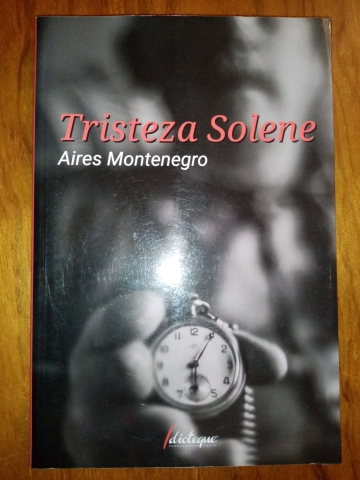 Tristeza Solene
Aires Montenegro
Idioteque